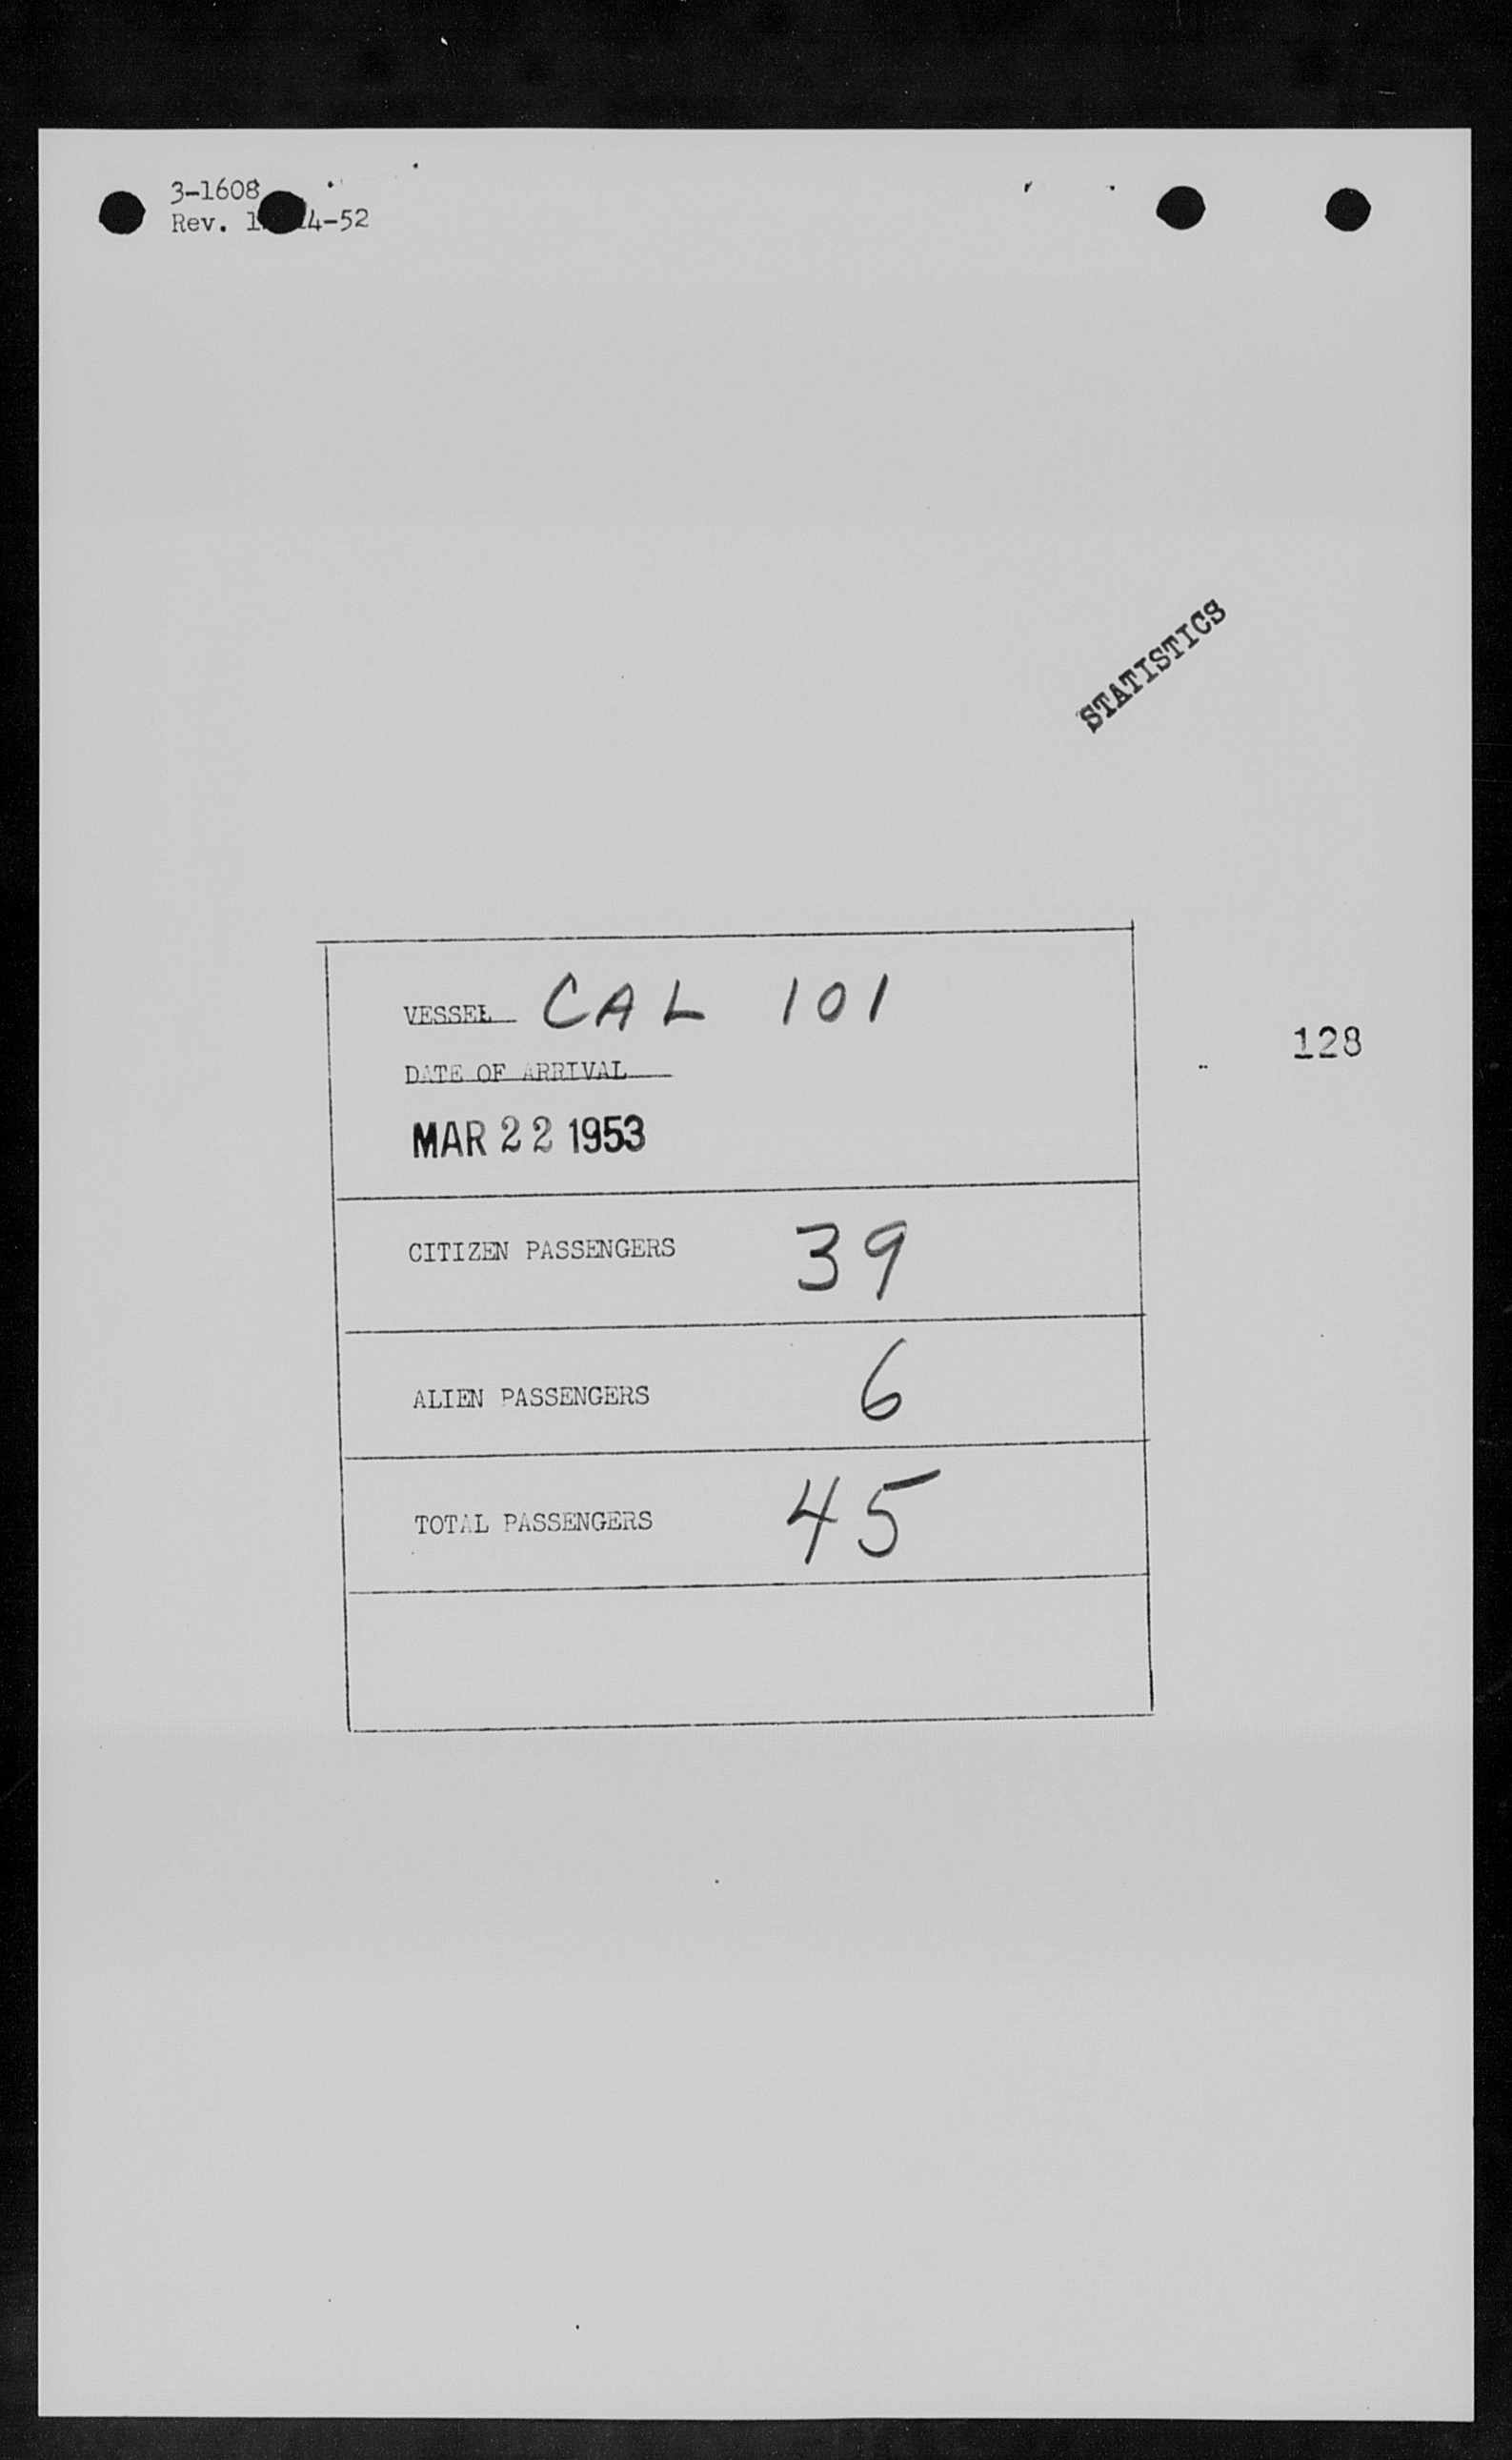 3-1608
Rev. 4-52
STATISTICS
VESSEL CAL 101
DATE OF ARRIVAL
MAR 22 1953
128
CITIZEN PASSENGERS 39
ALIEN PASSENGERS 6
TOTAL PASSENGERS 45